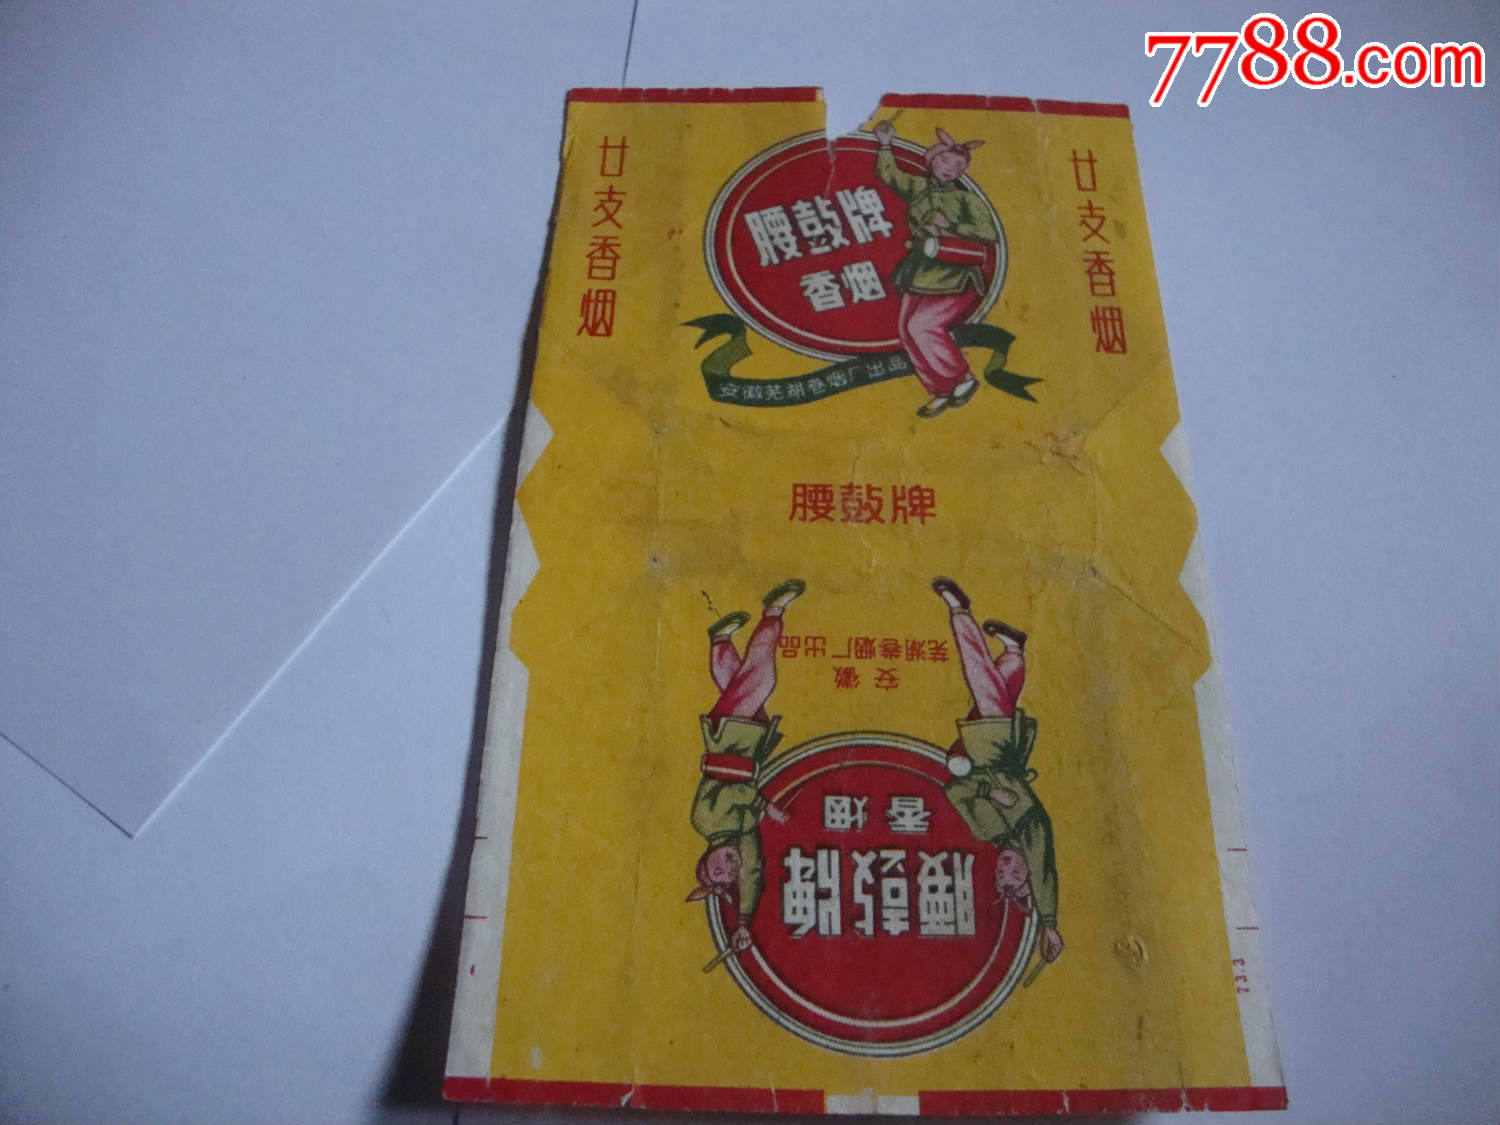 7788.com
廿支香烟
腰鼓牌
香烟
廿支香烟
安徽芜湖卷烟厂出品
腰鼓牌
安徽
芜湖卷烟厂出品
香烟
腰鼓牌
73.3